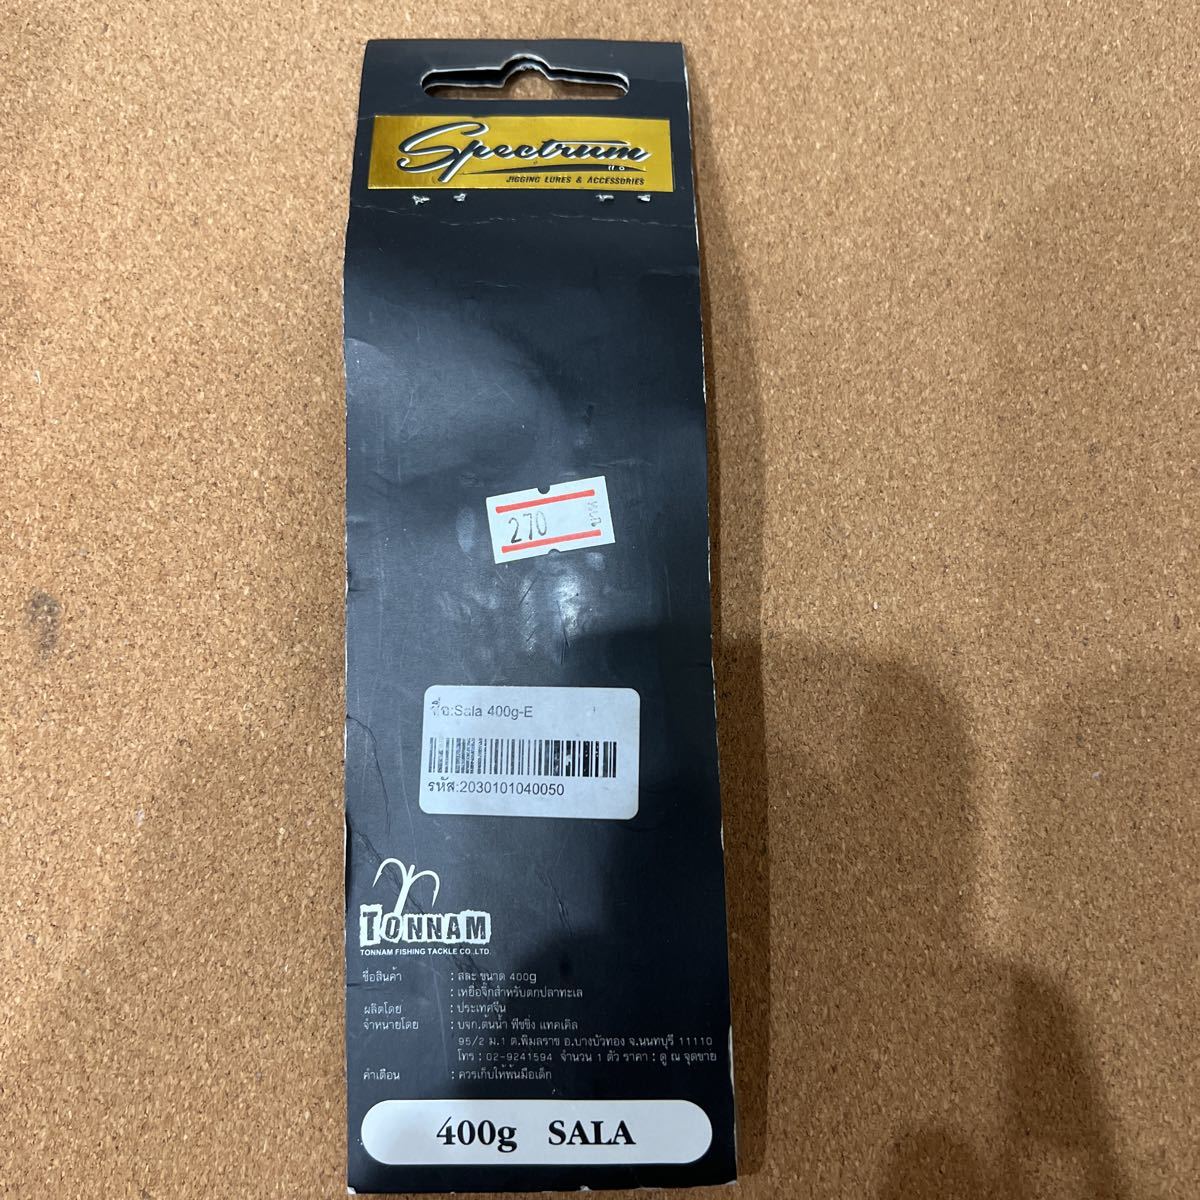 Spectrum
JIGGING LURES & ACCESSORIES
270 บาท
ชื่อ:Sala 400g-E
รหัส:2030101040050
TONNAM
TONNAM FISHING TACKLE CO.,LTD.
ชื่อสินค้า : สละ ขนาด 400g
: เหยื่อจิ๊กสำหรับตกปลาทะเล
ผลิตโดย : ประเทศจีน
จำหน่ายโดย : บจก.ต้นน้ำ ฟิชชิ่ง แทคเคิล
95/2 ม.1 ต.พิมลราช อ.บางบัวทอง จ.นนทบุรี 11110
โทร : 02-9241594 จำนวน 1 ตัว ราคา : ดู ณ จุดขาย
คำเตือน : ควรเก็บให้พ้นมือเด็ก
400g SALA